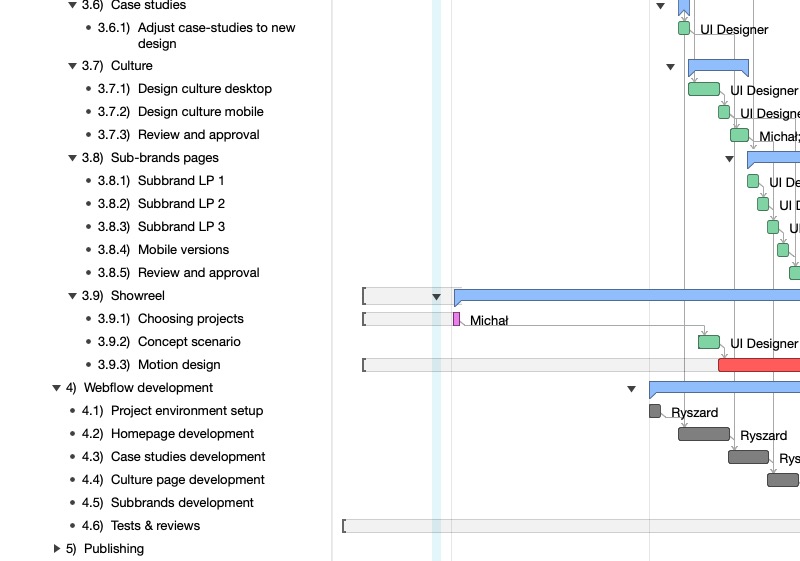 3.6) Case studies
3.6.1) Adjust case-studies to new
design
UI Designer
3.7) Culture
3.7.1) Design culture desktop
UI Designer
3.7.2) Design culture mobile
UI Designe
3.7.3) Review and approval
Michał;
3.8) Sub-brands pages
3.8.1) Subbrand LP 1
UI De
3.8.2) Subbrand LP 2
UI D
3.8.3) Subbrand LP 3
UI
3.8.4) Mobile versions
3.8.5) Review and approval
3.9) Showreel
3.9.1) Choosing projects
Michał
3.9.2) Concept scenario
UI Designer
3.9.3) Motion design
4) Webflow development
4.1) Project environment setup
Ryszard
4.2) Homepage development
Ryszard
4.3) Case studies development
Rys
4.4) Culture page development
4.5) Subbrands development
4.6) Tests & reviews
5) Publishing